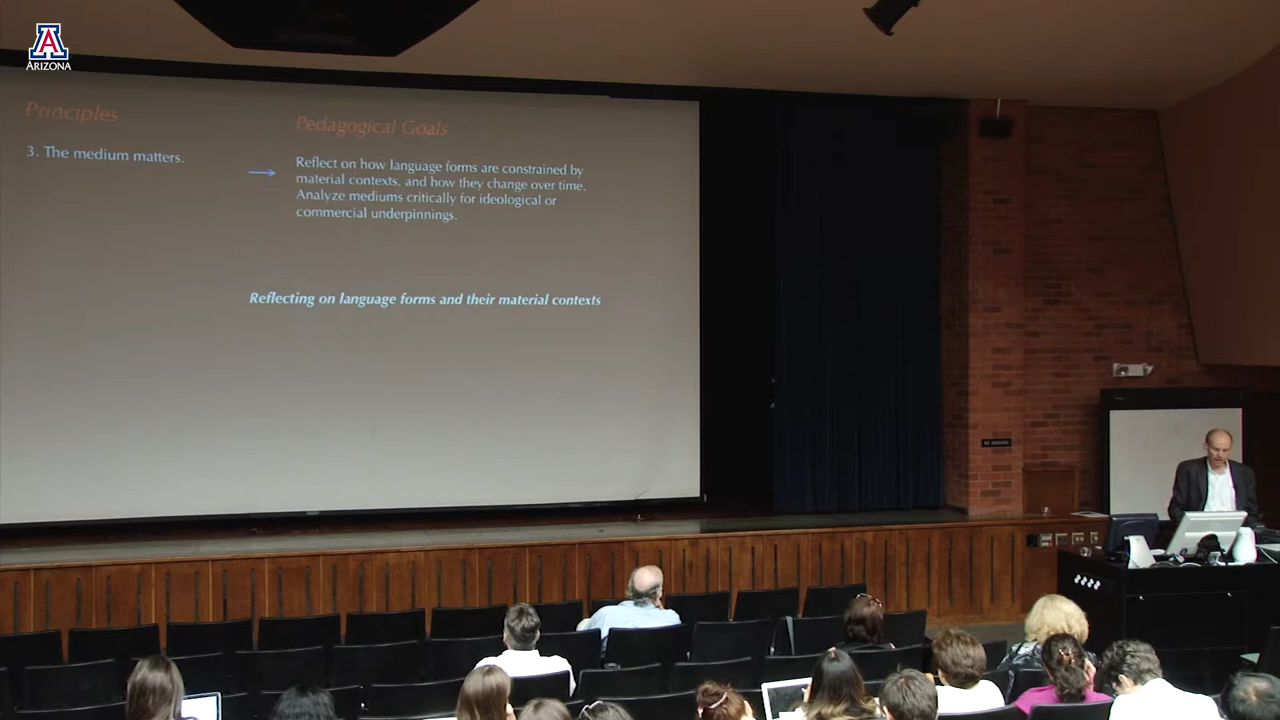 A
ARIZONA
Principles
Pedagogical Goals
3. The medium matters.
Reflect on how language forms are constrained by
material contexts, and how they change over time.
Analyze mediums critically for ideological or
commercial underpinnings.
Reflecting on language forms and their material contexts
NO SMOKING